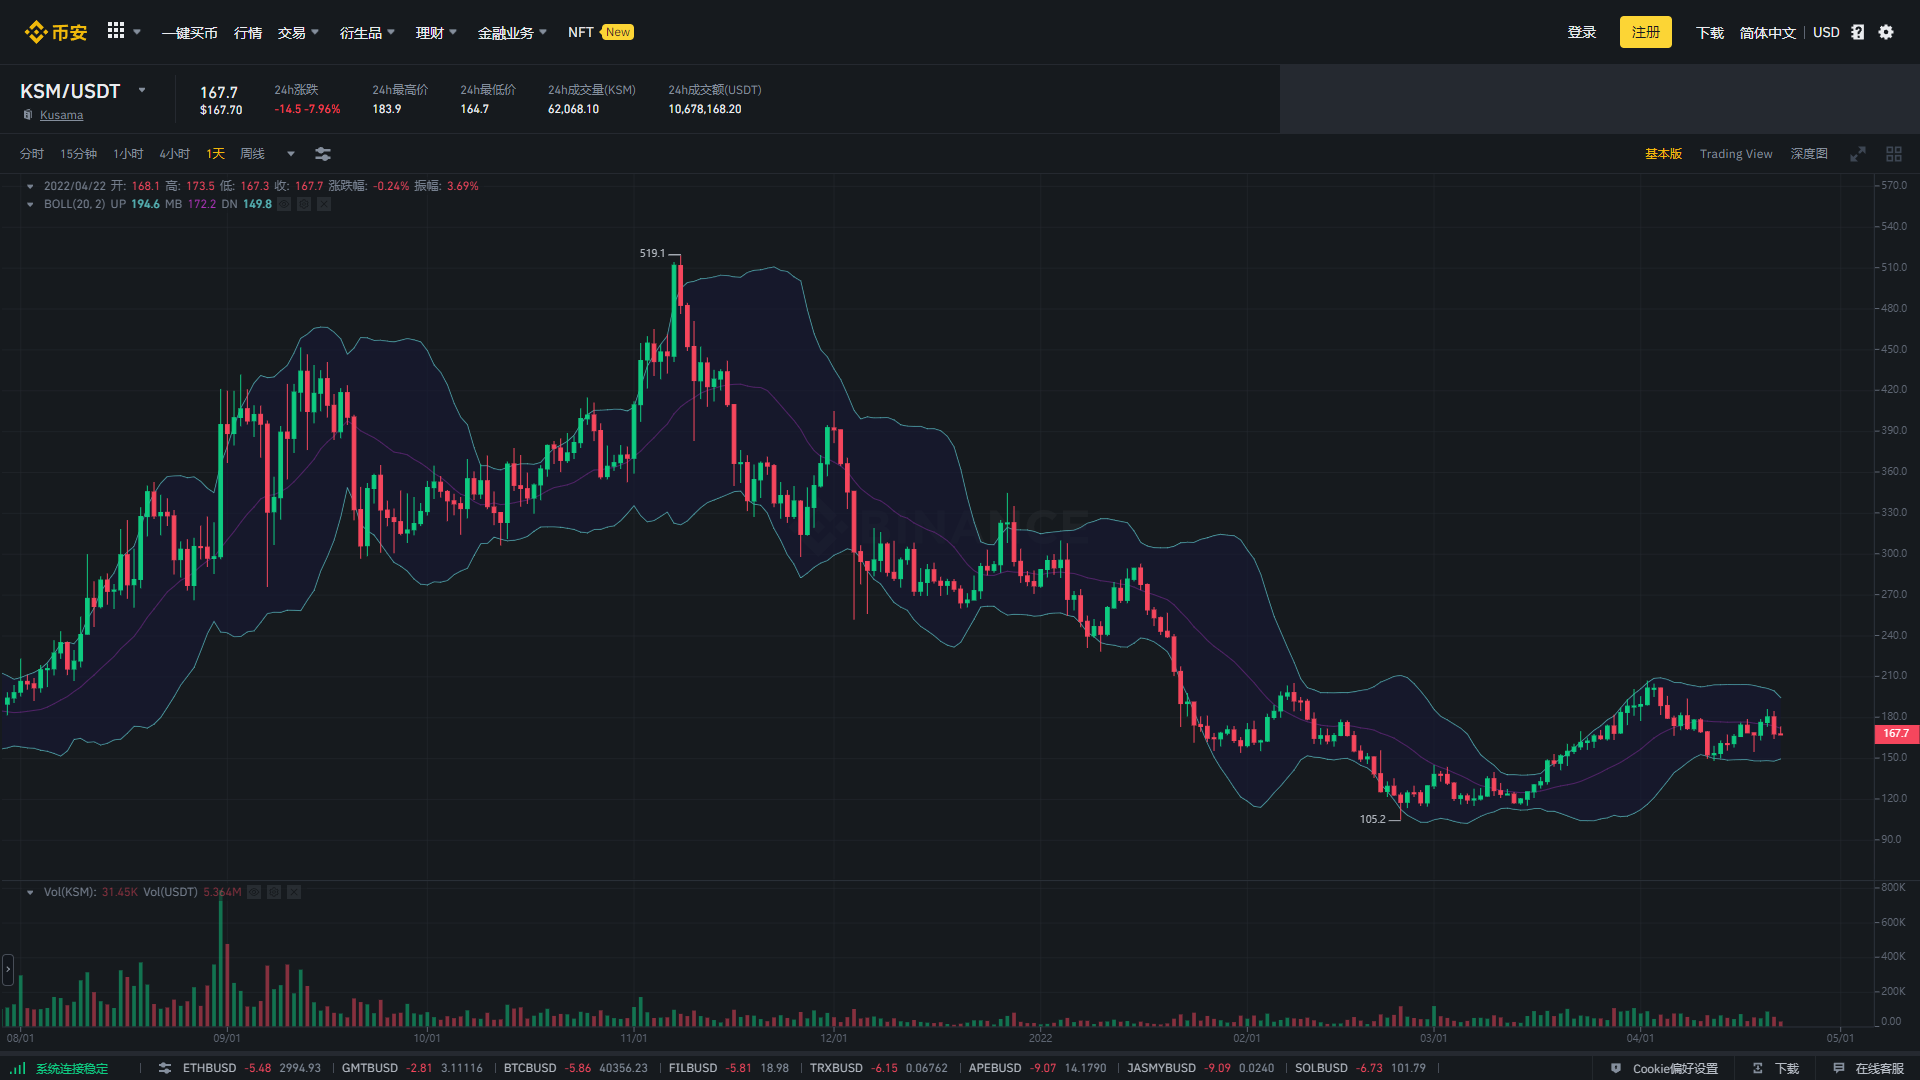 币安 一键买币 行情 交易 衍生品 理财 金融业务 NFT New 登录 注册 下载 简体中文 USD
KSM/USDT
Kusama
167.7
$167.70
24h涨跌
-14.5 -7.96%
24h最高价
183.9
24h最低价
164.7
24h成交量(KSM)
62,068.10
24h成交额(USDT)
10,678,168.20
分时 15分钟 1小时 4小时 1天 周线 基本版 Trading View 深度图
2022/04/22 开: 168.1 高: 173.5 低: 167.3 收: 167.7 涨跌幅: -0.24% 振幅: 3.69%
BOLL(20, 2) UP 194.6 MB 172.2 DN 149.8
570.0
540.0
510.0
480.0
450.0
420.0
390.0
360.0
330.0
300.0
270.0
240.0
210.0
180.0
167.7
150.0
120.0
90.0
519.1
BINANCE
105.2
Vol(KSM): 31.45K Vol(USDT) 5.364M
800K
600K
400K
200K
0.00
08/01 09/01 10/01 11/01 12/01 2022 02/01 03/01 04/01 05/01
系统连接稳定 ETHBUSD -5.48 2994.93 GMTBUSD -2.81 3.11116 BTCBUSD -5.86 40356.23 FILBUSD -5.81 18.98 TRXBUSD -6.15 0.06762 APEBUSD -9.07 14.1790 JASMYBUSD -9.09 0.0240 SOLBUSD -6.73 101.79 Cookie偏好设置 下载 在线客服